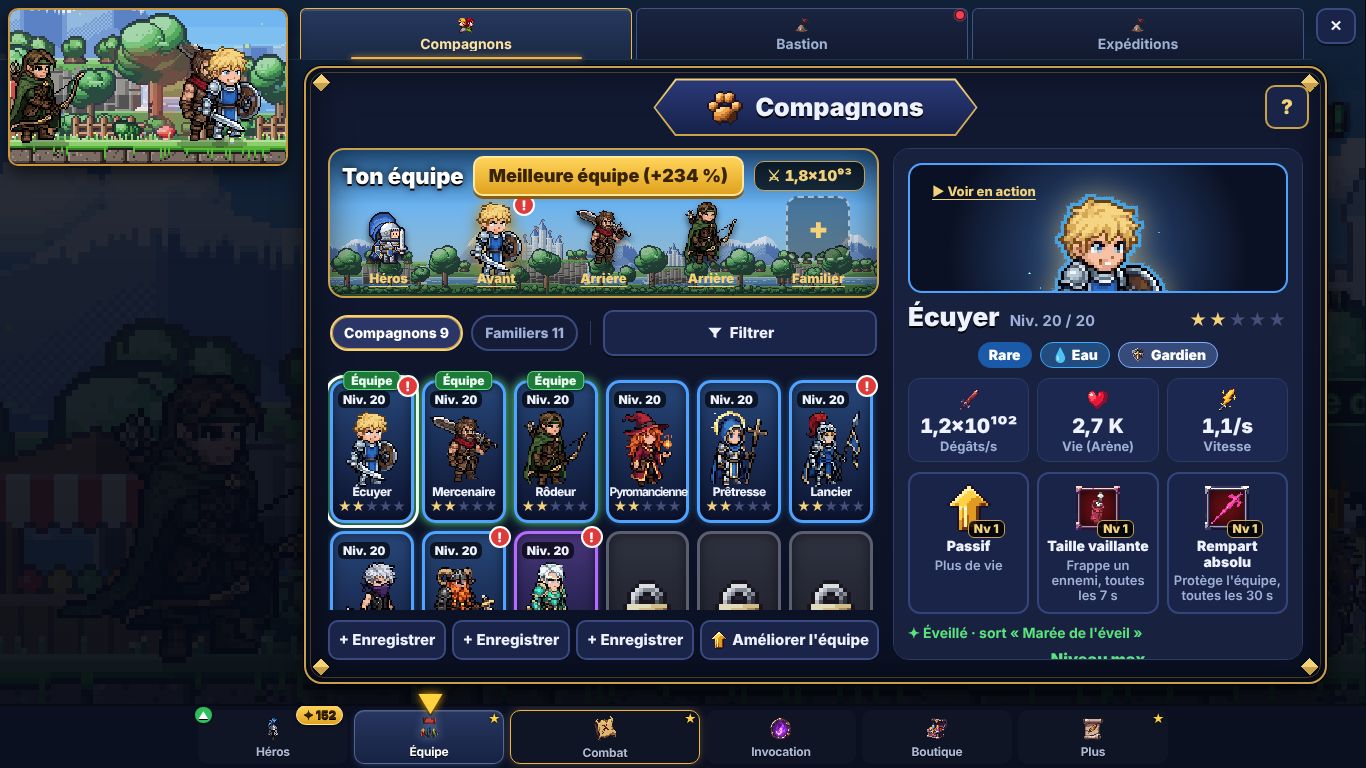 Compagnons
Bastion
Expéditions
×
Compagnons
?
Ton équipe
Meilleure équipe (+234 %)
1,8×10⁹³
!
+
Héros
Avant
Arrière
Arrière
Familier
Compagnons 9
Familiers 11
Filtrer
Équipe
!
Équipe
Équipe
!
Niv. 20
Niv. 20
Niv. 20
Niv. 20
Niv. 20
Niv. 20
Écuyer
Mercenaire
Rôdeur
Pyromancienne
Prêtresse
Lancier
!
!
Niv. 20
Niv. 20
Niv. 20
+ Enregistrer
+ Enregistrer
+ Enregistrer
Améliorer l'équipe
▶ Voir en action
Écuyer Niv. 20 / 20
Rare
Eau
Gardien
1,2×10¹⁰²
Dégâts/s
2,7 K
Vie (Arène)
1,1/s
Vitesse
Nv 1
Passif
Plus de vie
Nv 1
Taille vaillante
Frappe un
ennemi, toutes
les 7 s
Nv 1
Rempart
absolu
Protège l'équipe,
toutes les 30 s
✦ Éveillé · sort « Marée de l'éveil »
Niveau max
✦ 152
Héros
Équipe
Combat
Invocation
Boutique
Plus